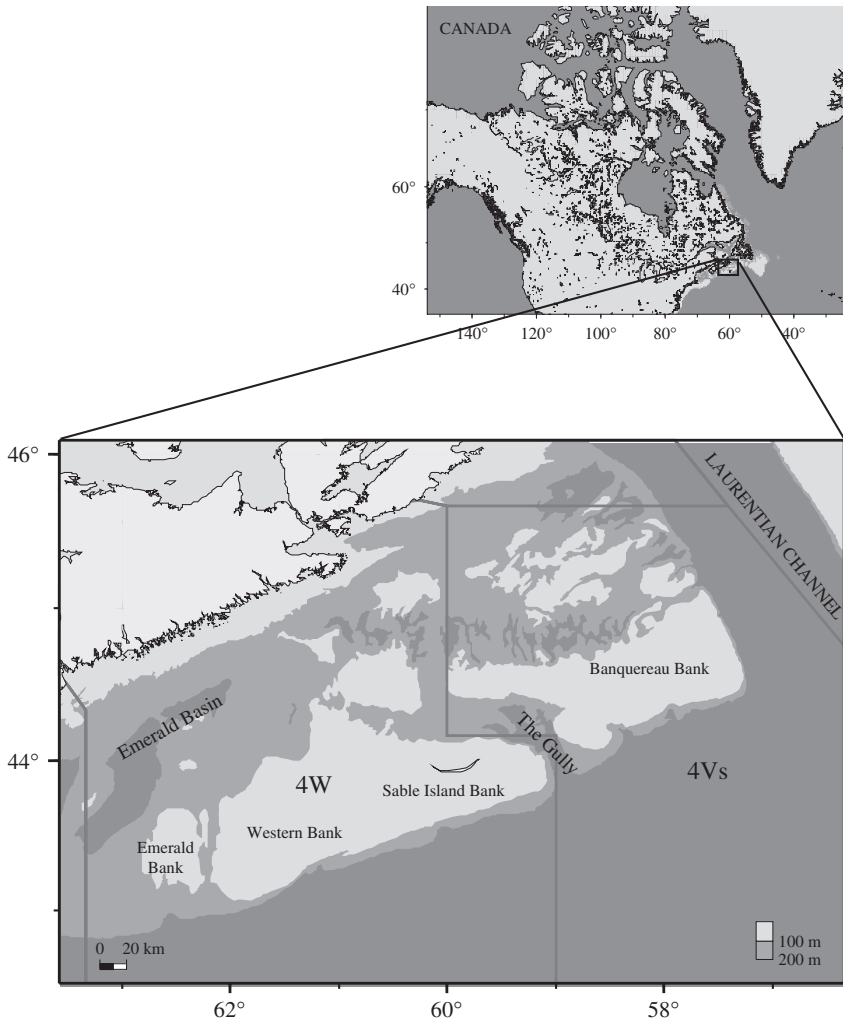 CANADA
60°
40°
140°
120°
100°
80°
60°
40°
46°
44°
LAURENTIAN CHANNEL
Banquereau Bank
Emerald Basin
The Gully
4W
4Vs
Sable Island Bank
Western Bank
Emerald
Bank
0 20 km
100 m
200 m
62°
60°
58°